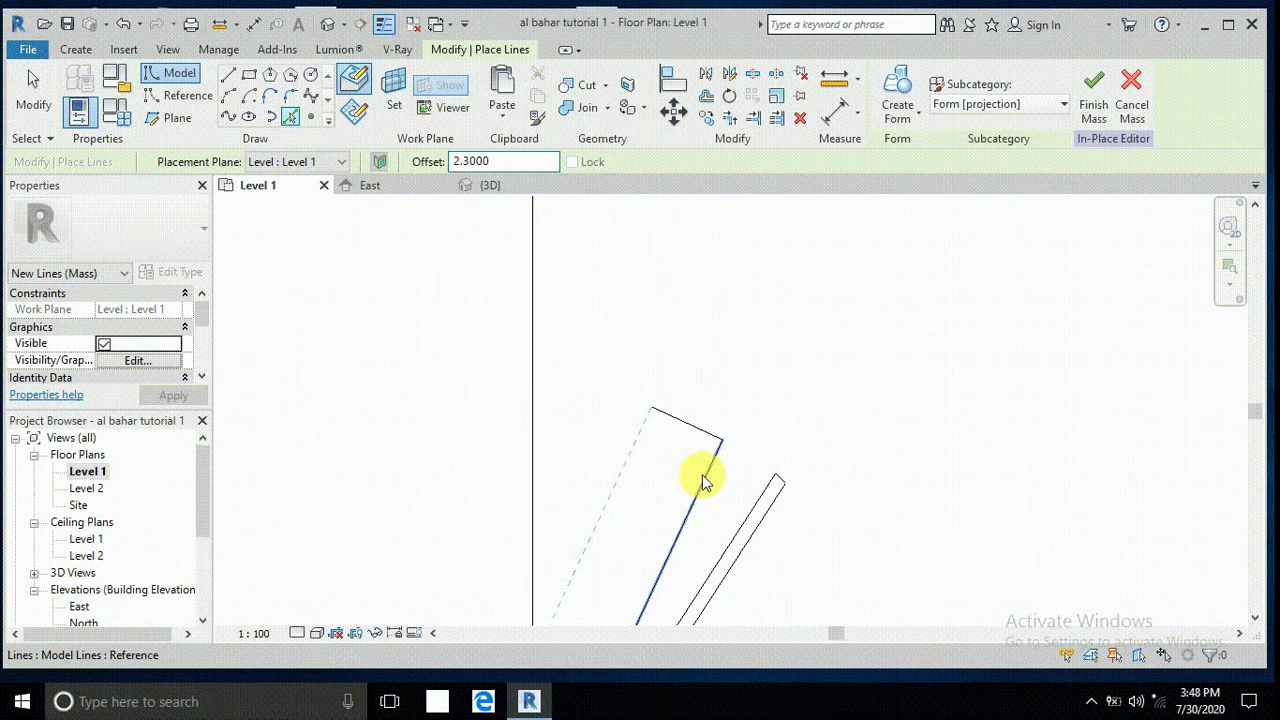 al bahar tutorial 1 - Floor Plan: Level 1
Type a keyword or phrase
Sign In
File
Create
Insert
View
Manage
Add-Ins
Lumion®
V-Ray
Modify | Place Lines
Modify
Model
Reference
Plane
Set
Show
Viewer
Paste
Cut
Join
Create Form
Subcategory:
Form [projection]
Finish Mass
Cancel Mass
Select
Properties
Draw
Work Plane
Clipboard
Geometry
Modify
Measure
Form
Subcategory
In-Place Editor
Modify | Place Lines
Placement Plane: Level : Level 1
Offset: 2.3000
Lock
Properties
Level 1
East
{3D}
2D
New Lines (Mass)
Edit Type
Constraints
Work Plane
Level : Level 1
Graphics
Visible
Visibility/Grap...
Edit...
Identity Data
Properties help
Apply
Project Browser - al bahar tutorial 1
Views (all)
Floor Plans
Level 1
Level 2
Site
Ceiling Plans
Level 1
Level 2
3D Views
Elevations (Building Elevation
East
North
1 : 100
Activate Windows
Go to Settings to activate Windows.
Lines : Model Lines : Reference
:0
Type here to search
3:48 PM
7/30/2020